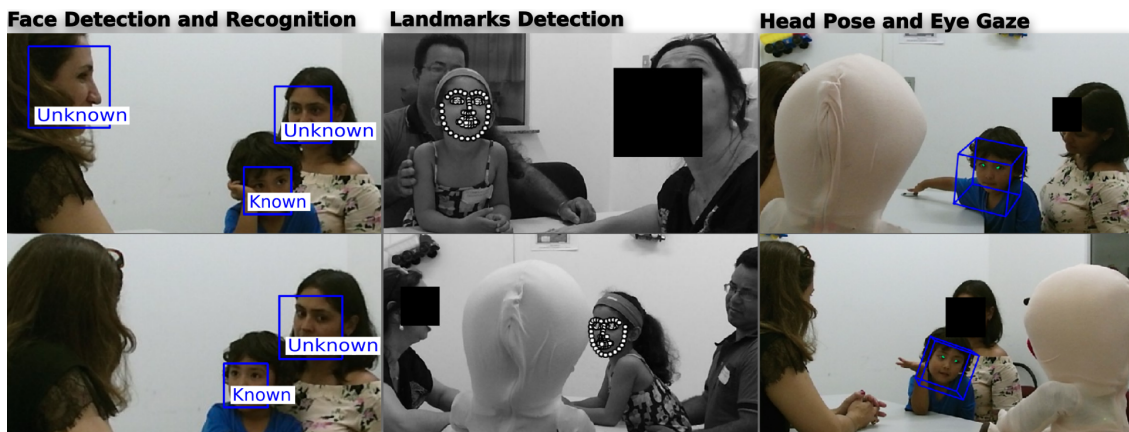 Face Detection and Recognition
Landmarks Detection
Head Pose and Eye Gaze
Unknown
Unknown
Known
Unknown
Known